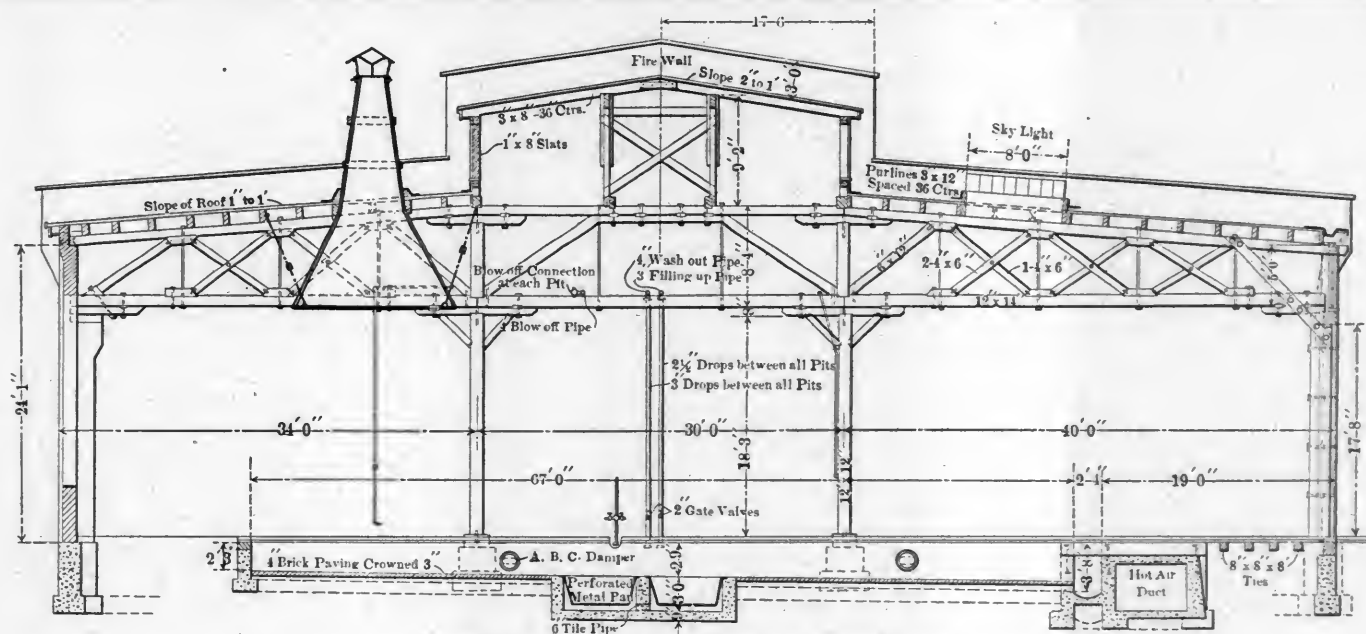 17'-6
Fire Wall
Slope 2" to 1'
3'-0"
3" x 8"-36" Ctrs.
1" x 8" Slats
9'-2"
Sky Light
8'-0"
Purlines 3 x 12
Spaced 36 Ctrs.
Slope of Roof 1" to 1'
Blow off Connection
at each Pit
4" Wash out Pipe
3 Filling up Pipe
8'-4"
6" x 12"
2-4" x 6"
1-4" x 6"
12" x 14"
Blow off Pipe
24'-1"
2½" Drops between all Pits
3" Drops between all Pits
34'-0"
30'-0"
40'-0"
18'-3
17'-8"
67'-0"
12" x 12"
2'-1"
19'-0"
2" Gate Valves
A. B. C. Damper
4" Brick Paving Crowned 3"
Perforated
Metal Pan
6" Tile Pipe
Hot Air
Duct
8" x 8" x 8"
Ties